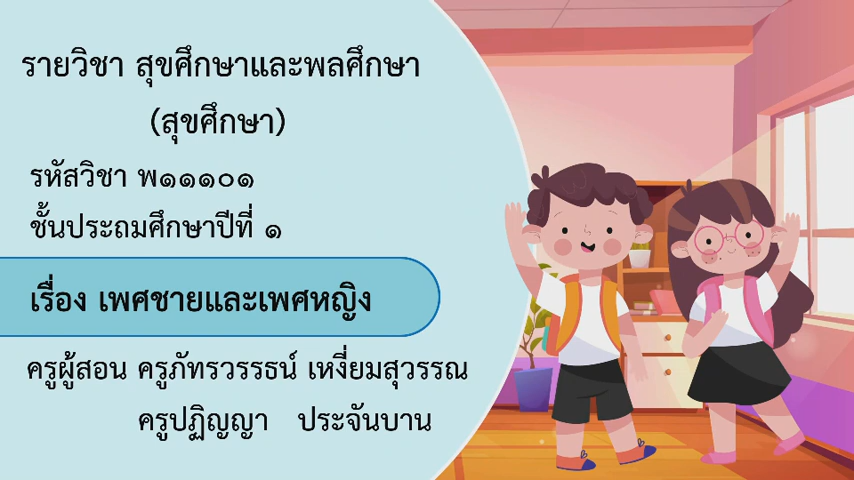 รายวิชา สุขศึกษาและพลศึกษา
(สุขศึกษา)
รหัสวิชา พ๑๑๑๐๑
ชั้นประถมศึกษาปีที่ ๑
เรื่อง เพศชายและเพศหญิง
ครูผู้สอน ครูภัทรวรรธน์ เหงี่ยมสุวรรณ
ครูปฏิญญา ประจันบาน